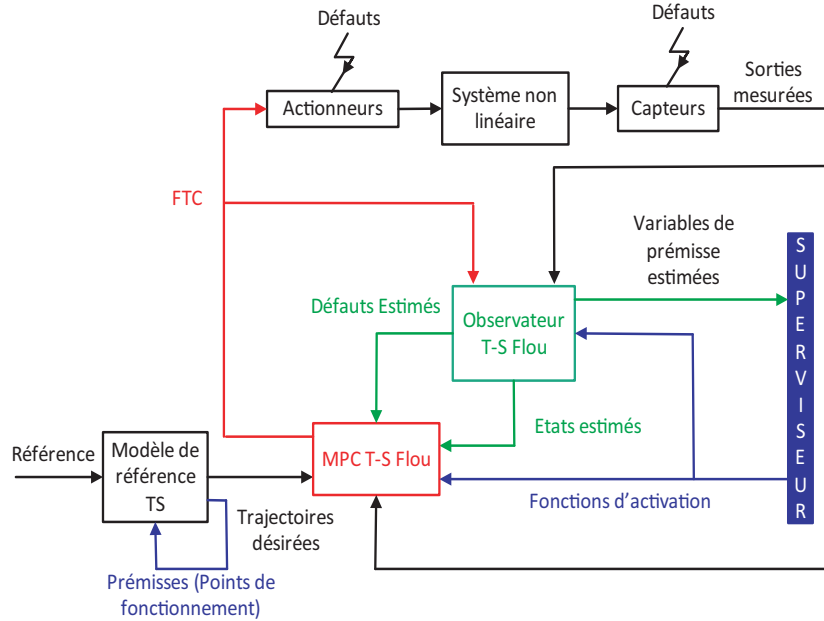 Défauts
Défauts
Actionneurs
Système non
linéaire
Capteurs
Sorties
mesurées
FTC
Variables de
prémisse
estimées
SUPERVISEUR
Défauts Estimés
Observateur
T-S Flou
Etats estimés
Référence
Modèle de
référence
TS
MPC T-S Flou
Fonctions d'activation
Trajectoires
désirées
Prémisses (Points de
fonctionnement)